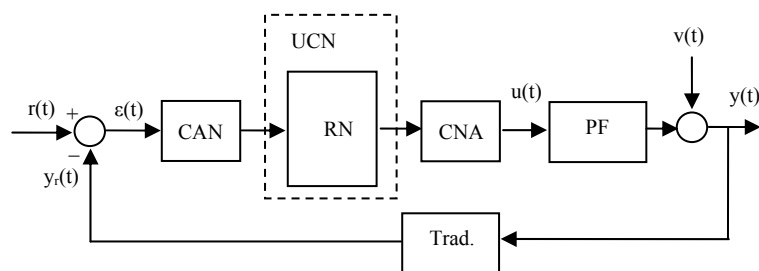 UCN
v(t)
r(t)
+
ε(t)
CAN
RN
CNA
u(t)
PF
y(t)
−
yᵣ(t)
Trad.